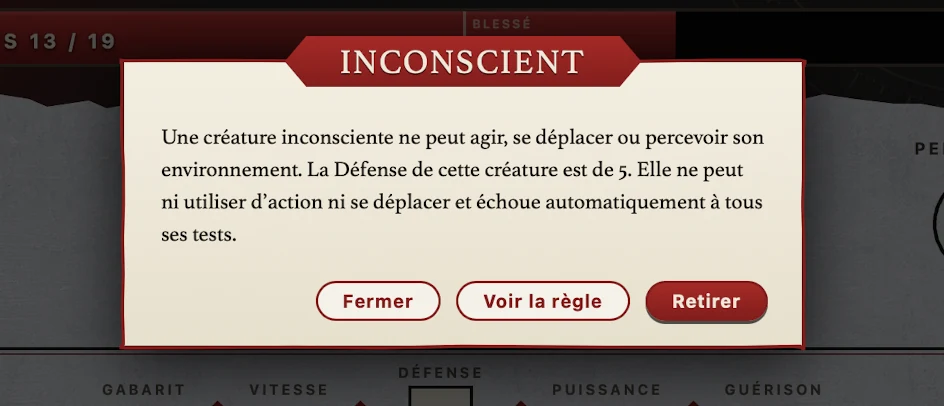 BLESSÉ
S 13 / 19
INCONSCIENT
Une créature inconsciente ne peut agir, se déplacer ou percevoir son
environnement. La Défense de cette créature est de 5. Elle ne peut
ni utiliser d’action ni se déplacer et échoue automatiquement à tous
ses tests.
Fermer
Voir la règle
Retirer
PE
DÉFENSE
GABARIT
VITESSE
PUISSANCE
GUÉRISON